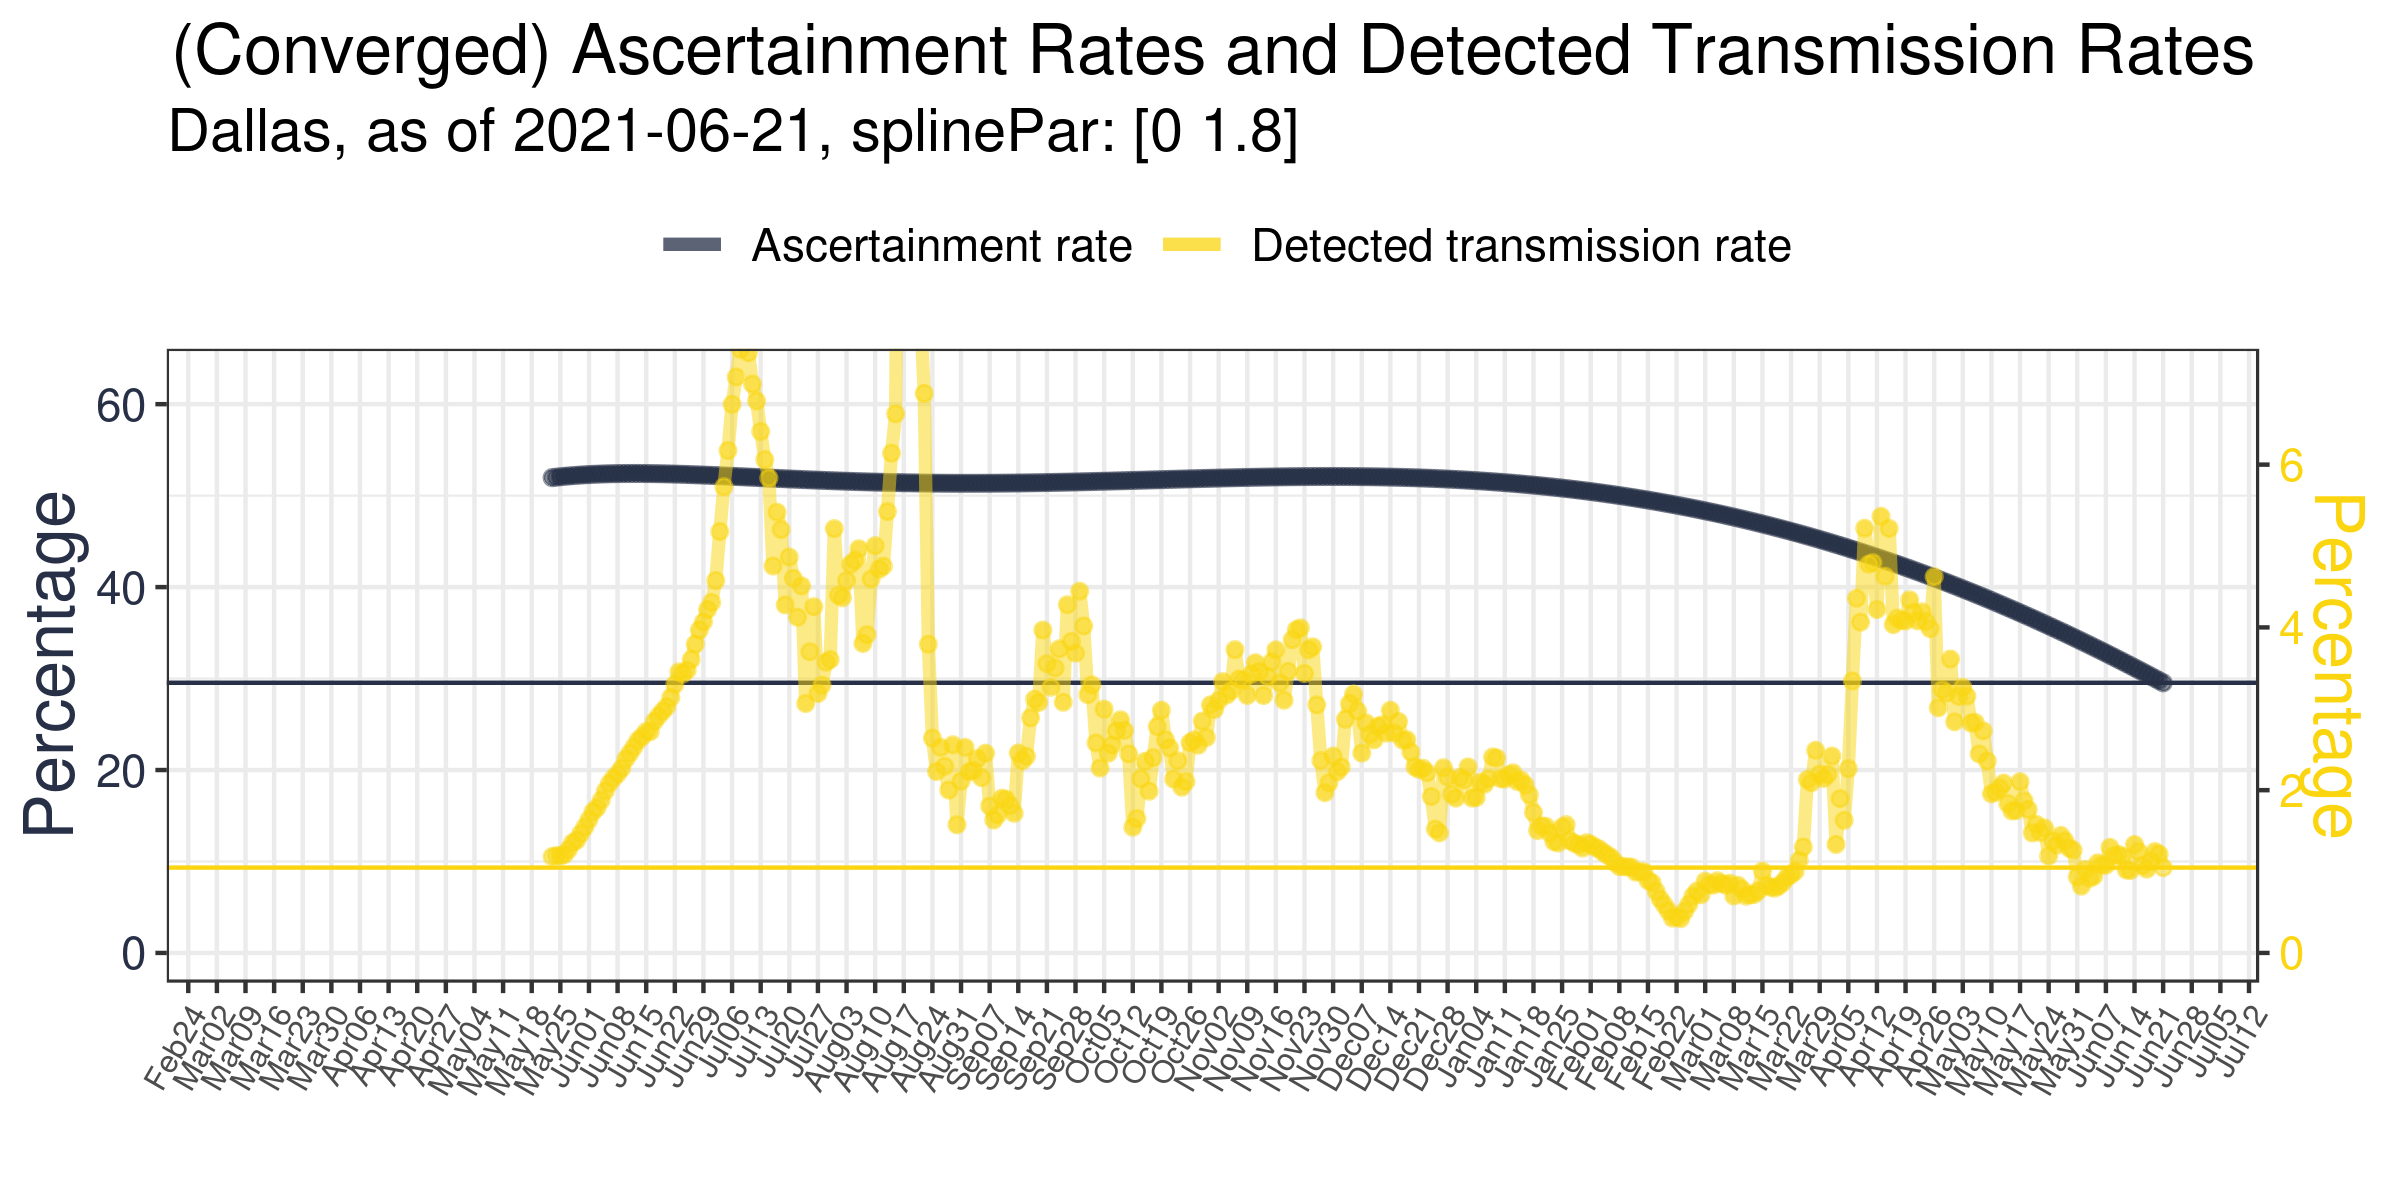 (Converged) Ascertainment Rates and Detected Transmission Rates
Dallas, as of 2021-06-21, splinePar: [0 1.8]
Ascertainment rate
Detected transmission rate
Percentage
60
40
20
0
6
4
2
0
Percentage
Feb24
Mar02
Mar09
Mar16
Mar23
Mar30
Apr06
Apr13
Apr20
Apr27
May04
May11
May18
May25
Jun01
Jun08
Jun15
Jun22
Jun29
Jul06
Jul13
Jul20
Jul27
Aug03
Aug10
Aug17
Aug24
Aug31
Sep07
Sep14
Sep21
Sep28
Oct05
Oct12
Oct19
Oct26
Nov02
Nov09
Nov16
Nov23
Nov30
Dec07
Dec14
Dec21
Dec28
Jan04
Jan11
Jan18
Jan25
Feb01
Feb08
Feb15
Feb22
Mar01
Mar08
Mar15
Mar22
Mar29
Apr05
Apr12
Apr19
Apr26
May03
May10
May17
May24
May31
Jun07
Jun14
Jun21
Jun28
Jul05
Jul12